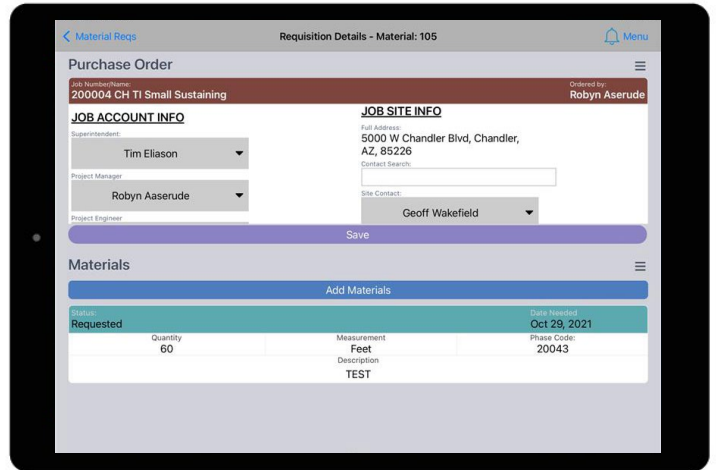 Material Reqs
Requisition Details - Material: 105
Menu
Purchase Order
Job Number/Name:
200004 CH TI Small Sustaining
Ordered by:
Robyn Aserude
JOB ACCOUNT INFO
Superintendent:
Tim Eliason
Project Manager
Robyn Aaserude
Project Engineer
JOB SITE INFO
Full Address:
5000 W Chandler Blvd, Chandler,
AZ, 85226
Contact Search:
Site Contact:
Geoff Wakefield
Save
Materials
Add Materials
Status:
Requested
Date Needed
Oct 29, 2021
Quantity
60
Measurement
Feet
Phase Code:
20043
Description
TEST